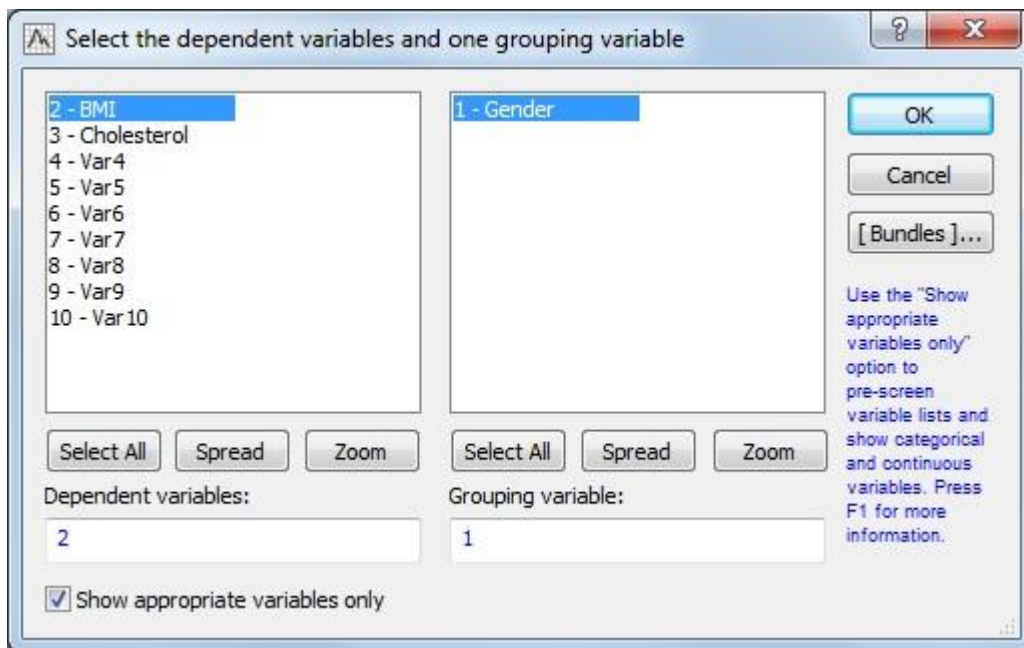 Select the dependent variables and one grouping variable
2 - BMI
3 - Cholesterol
4 - Var4
5 - Var5
6 - Var6
7 - Var7
8 - Var8
9 - Var9
10 - Var10
1 - Gender
OK
Cancel
[ Bundles ]...
Use the "Show
appropriate
variables only"
option to
pre-screen
variable lists and
show categorical
and continuous
variables. Press
F1 for more
information.
Select All
Spread
Zoom
Select All
Spread
Zoom
Dependent variables:
2
Grouping variable:
1
Show appropriate variables only